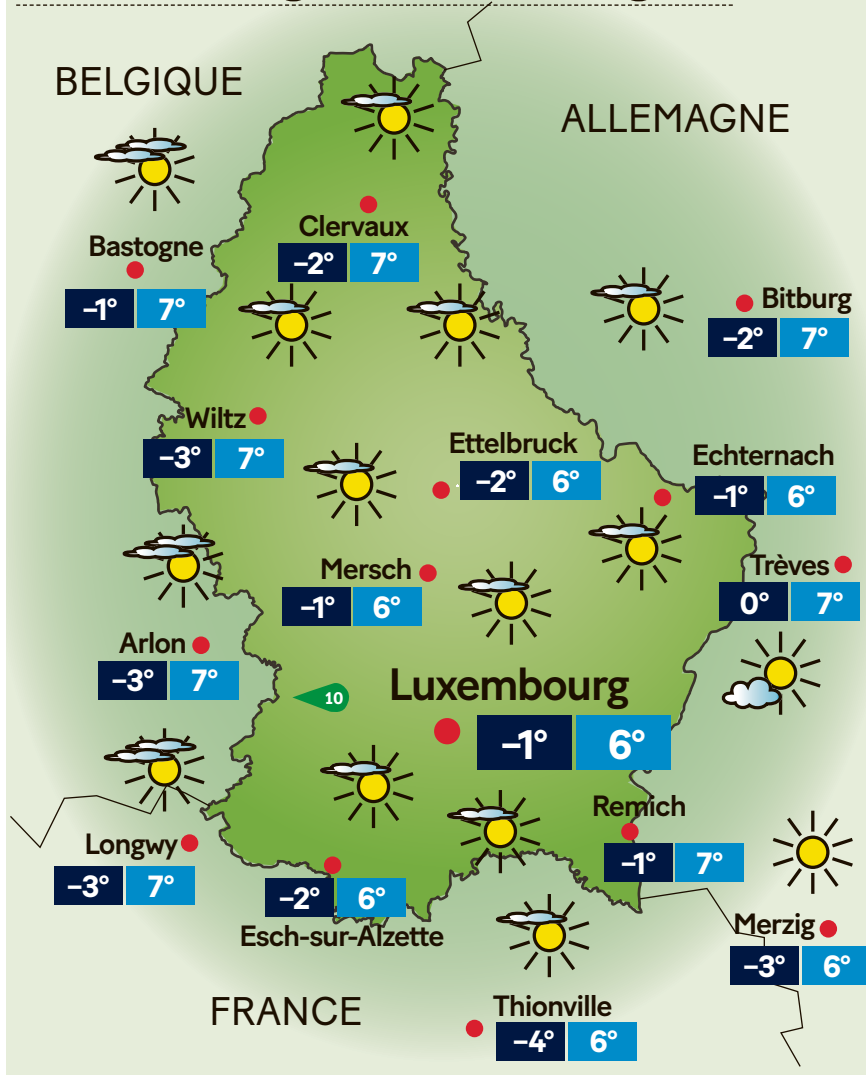 BELGIQUE
ALLEMAGNE
Clervaux
–2° 7°
Bastogne
–1° 7°
Bitburg
–2° 7°
Wiltz
–3° 7°
Ettelbruck
–2° 6°
Echternach
–1° 6°
Mersch
–1° 6°
Trèves
0° 7°
Arlon
–3° 7°
10
Luxembourg
–1° 6°
Remich
–1° 7°
Longwy
–3° 7°
–2° 6°
Esch-sur-Alzette
Merzig
–3° 6°
FRANCE
Thionville
–4° 6°